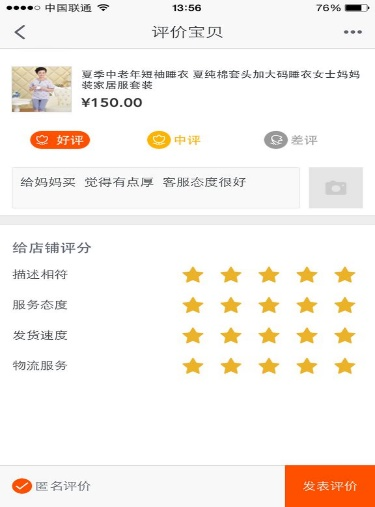 中国联通
13:56
76%
评价宝贝
夏季中老年短袖睡衣 夏纯棉套头加大码睡衣女士妈妈
装家居服套装
¥150.00
好评
中评
差评
给妈妈买 觉得有点厚 客服态度很好
给店铺评分
描述相符
服务态度
发货速度
物流服务
匿名评价
发表评价